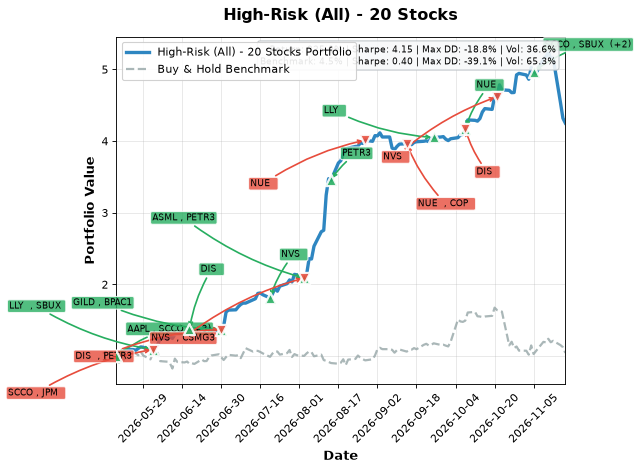 High-Risk (All) - 20 Stocks
High-Risk (All) - 20 Stocks Portfolio
Buy & Hold Benchmark
Sharpe: 4.15 | Max DD: -18.8% | Vol: 36.6%
Sharpe: 0.40 | Max DD: -39.1% | Vol: 65.3%
SCCO , SBUX (+2)
NUE
LLY
PETR3
NVS
NUE
DIS
NUE , COP
ASML , PETR3
NVS
DIS
GILD , BPAC1
LLY , SBUX
AAPL , SCCO
NVS , CSMG3
DIS , PETR3
SCCO , JPM
Portfolio Value
5
4
3
2
1
2026-05-29
2026-06-14
2026-06-30
2026-07-16
2026-08-01
2026-08-17
2026-09-02
2026-09-18
2026-10-04
2026-10-20
2026-11-05
Date